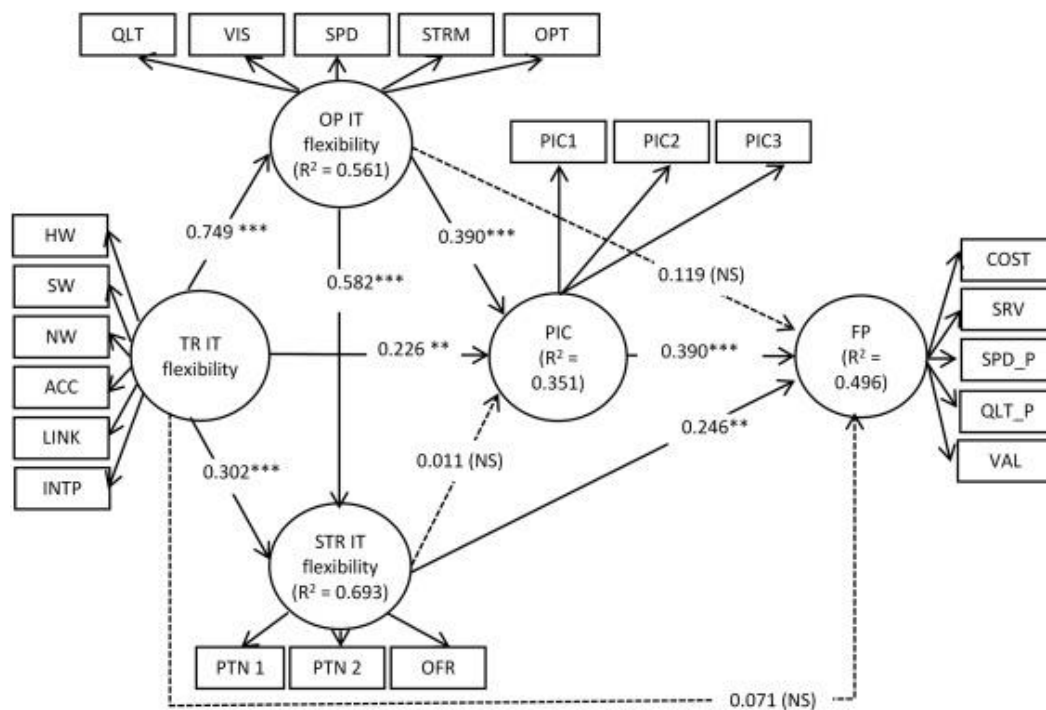 QLT
VIS
SPD
STRM
OPT
OP IT
flexibility
(R² = 0.561)
PIC1
PIC2
PIC3
HW
SW
NW
ACC
LINK
INTP
0.749 ***
0.390***
0.582***
0.119 (NS)
TR IT
flexibility
0.226 **
PIC
(R² =
0.351)
0.390***
FP
(R² =
0.496)
COST
SRV
SPD_P
QLT_P
VAL
0.302***
0.011 (NS)
0.246**
STR IT
flexibility
(R² = 0.693)
PTN 1
PTN 2
OFR
0.071 (NS)